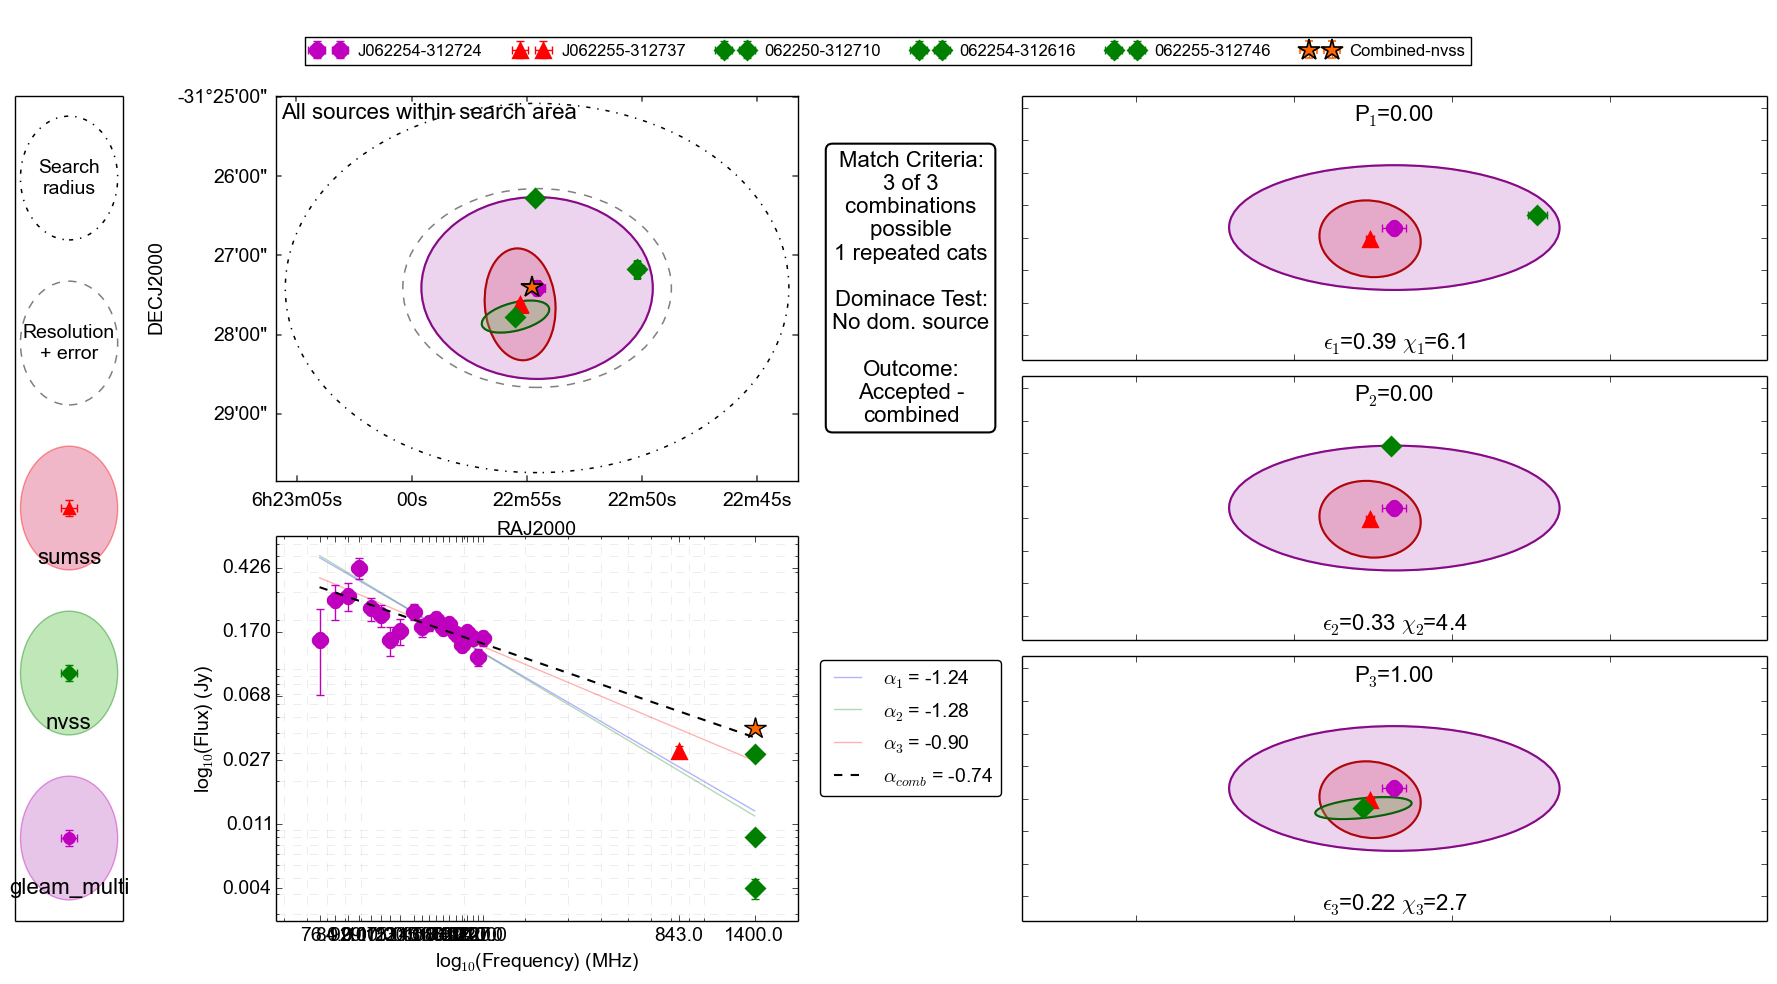 J062254-312724 J062255-312737 062250-312710 062254-312616 062255-312746 Combined-nvss
Search
radius
Resolution
+ error
sumss
nvss
gleam_multi
All sources within search area
-31°25'00"
26'00"
27'00"
28'00"
29'00"
DECJ2000
6h23m05s 00s 22m55s 22m50s 22m45s
RAJ2000
Match Criteria:
3 of 3
combinations
possible
1 repeated cats
Dominace Test:
No dom. source
Outcome:
Accepted -
combined
0.426
0.170
0.068
0.027
0.011
0.004
log10(Flux) (Jy)
843.0 1400.0
log10(Frequency) (MHz)
α1 = -1.24
α2 = -1.28
α3 = -0.90
αcomb = -0.74
P1=0.00
ϵ1=0.39 χ1=6.1
P2=0.00
ϵ2=0.33 χ2=4.4
P3=1.00
ϵ3=0.22 χ3=2.7